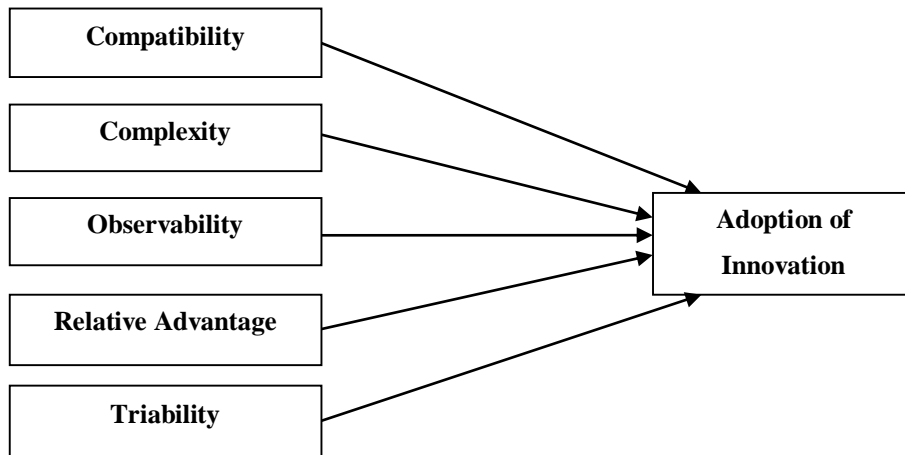 Compatibility
Complexity
Observability
Relative Advantage
Triability
Adoption of
Innovation